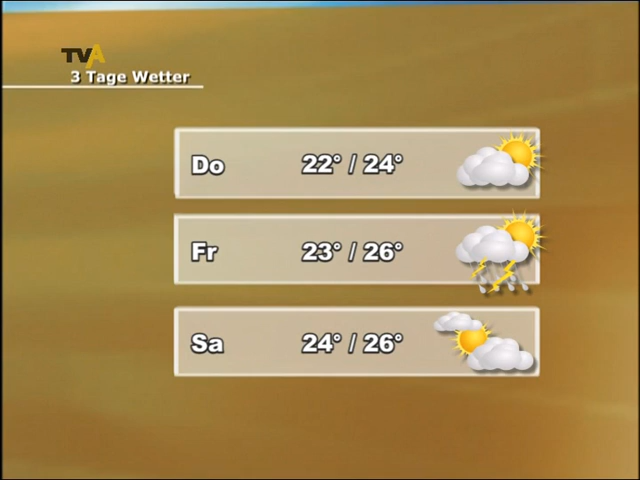 TVA
3 Tage Wetter
Do 22° / 24°
Fr 23° / 26°
Sa 24° / 26°